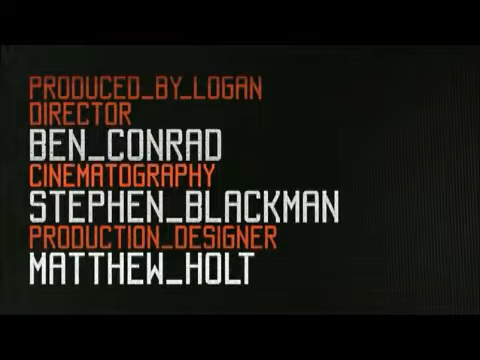 PRODUCED_BY_LOGAN
DIRECTOR
BEN_CONRAD
CINEMATOGRAPHY
STEPHEN_BLACKMAN
PRODUCTION_DESIGNER
MATTHEW_HOLT